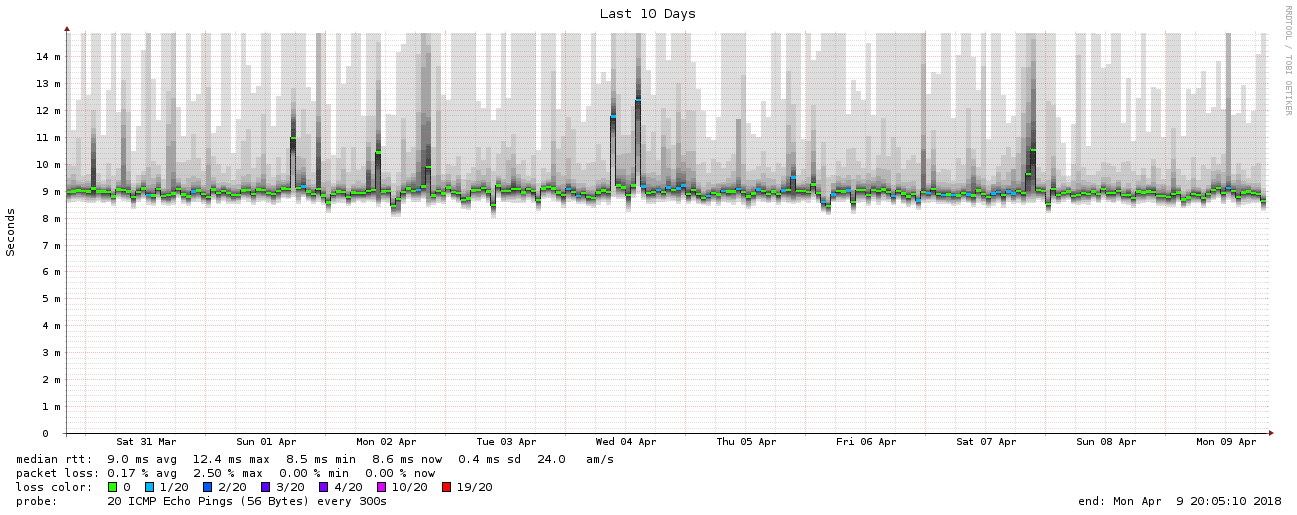 Last 10 Days
RRDTOOL / TOBI OETIKER
Seconds
14 m
13 m
12 m
11 m
10 m
9 m
8 m
7 m
6 m
5 m
4 m
3 m
2 m
1 m
0
Sat 31 Mar Sun 01 Apr Mon 02 Apr Tue 03 Apr Wed 04 Apr Thu 05 Apr Fri 06 Apr Sat 07 Apr Sun 08 Apr Mon 09 Apr
median rtt: 9.0 ms avg 12.4 ms max 8.5 ms min 8.6 ms now 0.4 ms sd 24.0 am/s
packet loss: 0.17 % avg 2.50 % max 0.00 % min 0.00 % now
loss color: 0 1/20 2/20 3/20 4/20 10/20 19/20
probe: 20 ICMP Echo Pings (56 Bytes) every 300s end: Mon Apr 9 20:05:10 2018